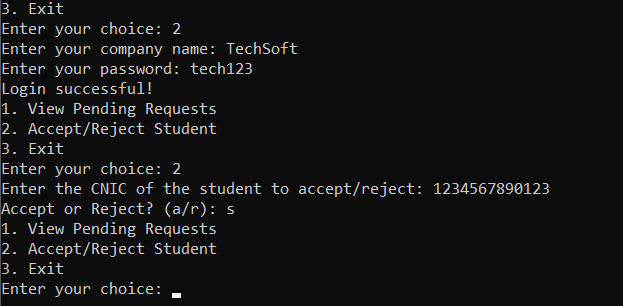 3. Exit
Enter your choice: 2
Enter your company name: TechSoft
Enter your password: tech123
Login successful!
1. View Pending Requests
2. Accept/Reject Student
3. Exit
Enter your choice: 2
Enter the CNIC of the student to accept/reject: 1234567890123
Accept or Reject? (a/r): s
1. View Pending Requests
2. Accept/Reject Student
3. Exit
Enter your choice: